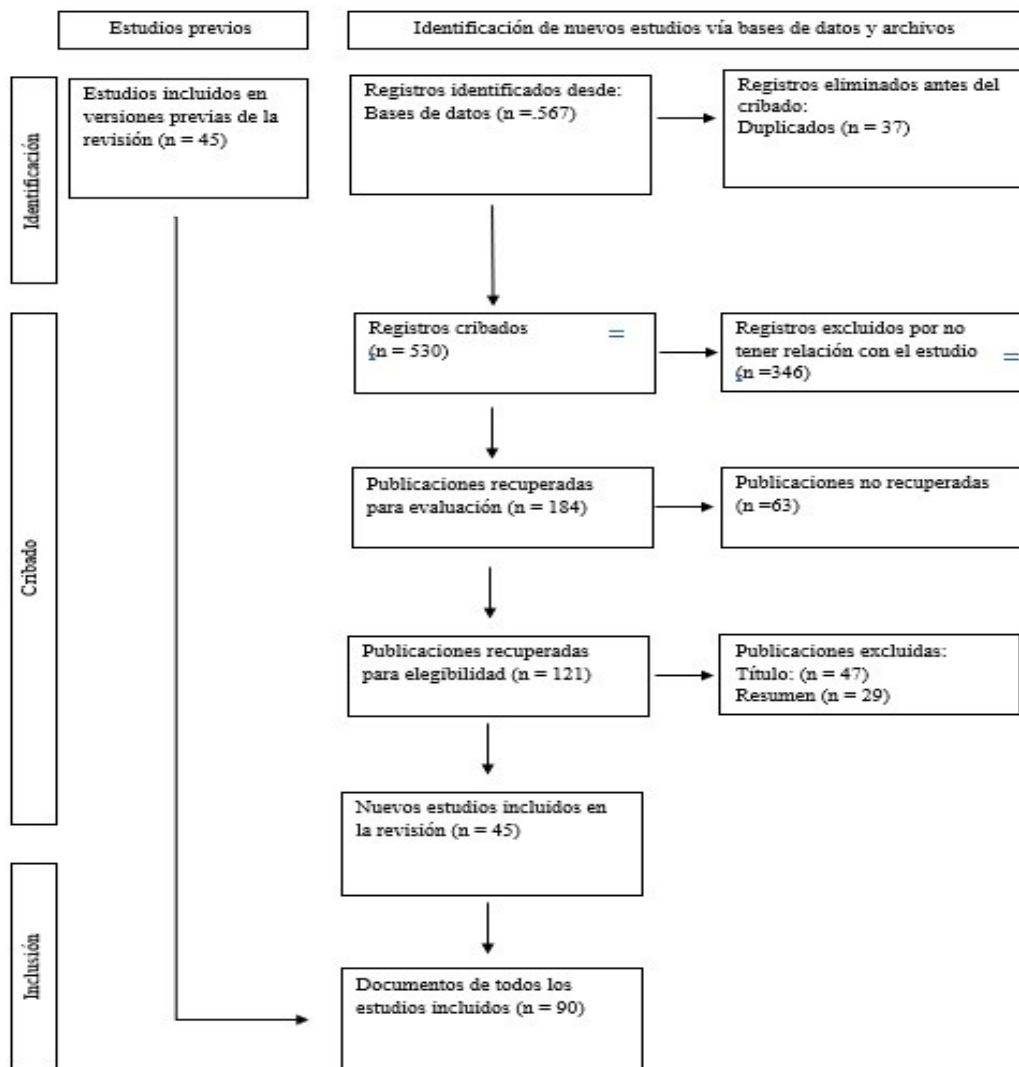 Estudios previos
Identificación de nuevos estudios vía bases de datos y archivos
Identificación
Estudios incluidos en
versiones previas de la
revisión (n = 45)
Registros identificados desde:
Bases de datos (n =.567)
Registros eliminados antes del
cribado:
Duplicados (n = 37)
Cribado
Registros cribados =
(n = 530)
Registros excluidos por no
tener relación con el estudio =
(n =346)
Publicaciones recuperadas
para evaluación (n = 184)
Publicaciones no recuperadas
(n =63)
Publicaciones recuperadas
para elegibilidad (n = 121)
Publicaciones excluidas:
Título: (n = 47)
Resumen (n = 29)
Nuevos estudios incluidos en
la revisión (n = 45)
Inclusión
Documentos de todos los
estudios incluidos (n = 90)